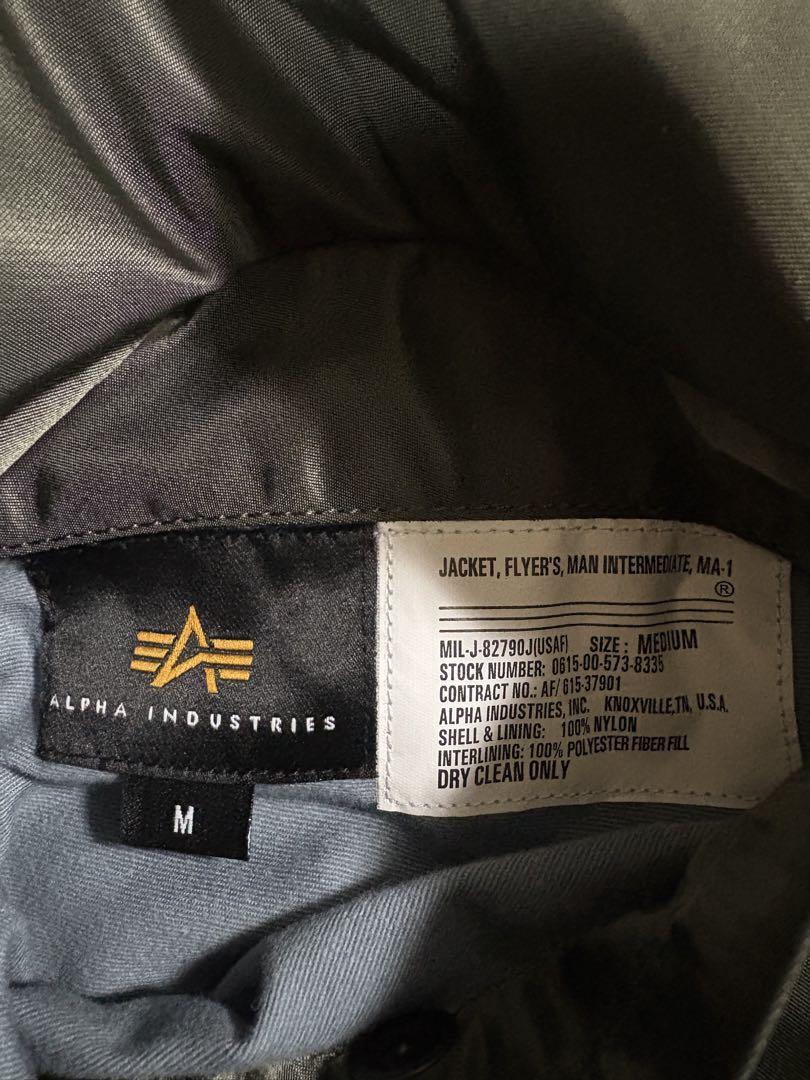 ALPHA INDUSTRIES
M
JACKET, FLYER'S, MAN INTERMEDIATE, MA-1
®
MIL-J-82790J(USAF) SIZE: MEDIUM
STOCK NUMBER: 0615-00-573-8335
CONTRACT NO.: AF/615-37901
ALPHA INDUSTRIES, INC. KNOXVILLE,TN, U.S.A.
SHELL & LINING: 100% NYLON
INTERLINING: 100% POLYESTER FIBER FILL
DRY CLEAN ONLY